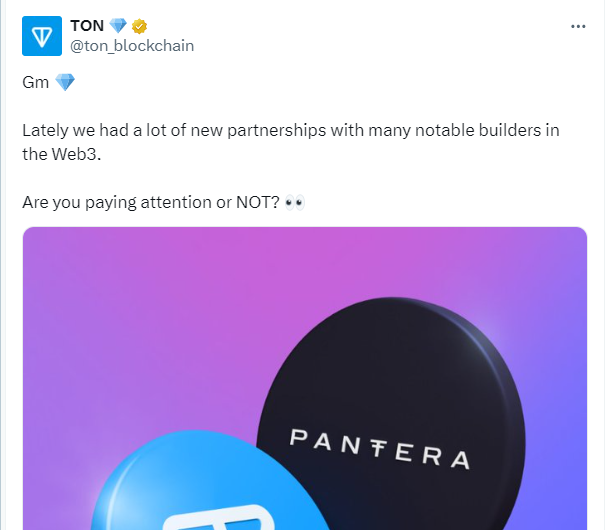 TON 💎
@ton_blockchain
Gm 💎
Lately we had a lot of new partnerships with many notable builders in
the Web3.
Are you paying attention or NOT? 👀
PANTERA